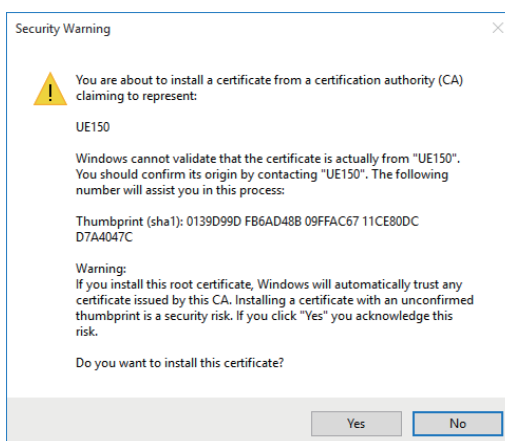 Security Warning
You are about to install a certificate from a certification authority (CA)
claiming to represent:
UE150
Windows cannot validate that the certificate is actually from "UE150".
You should confirm its origin by contacting "UE150". The following
number will assist you in this process:
Thumbprint (sha1): 0139D99D FB6AD48B 09FFAC67 11CE80DC
D7A4047C
Warning:
If you install this root certificate, Windows will automatically trust any
certificate issued by this CA. Installing a certificate with an unconfirmed
thumbprint is a security risk. If you click "Yes" you acknowledge this
risk.
Do you want to install this certificate?
Yes No